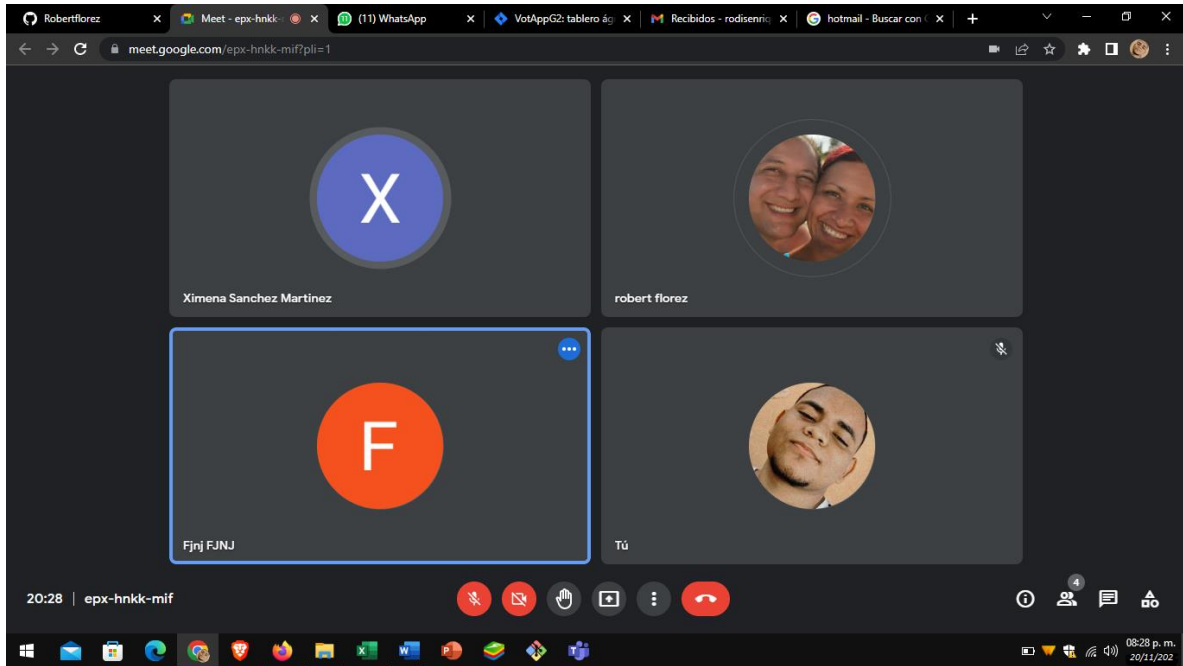 Robertflorez
Meet - epx-hnkk-
(11) WhatsApp
VotAppG2: tablero ág
Recibidos - rodisenriq
hotmail - Buscar con
meet.google.com/epx-hnkk-mif?pli=1
X
Ximena Sanchez Martinez
robert florez
F
Fjnj FJNJ
Tú
20:28 | epx-hnkk-mif
4
08:28 p. m.
20/11/202